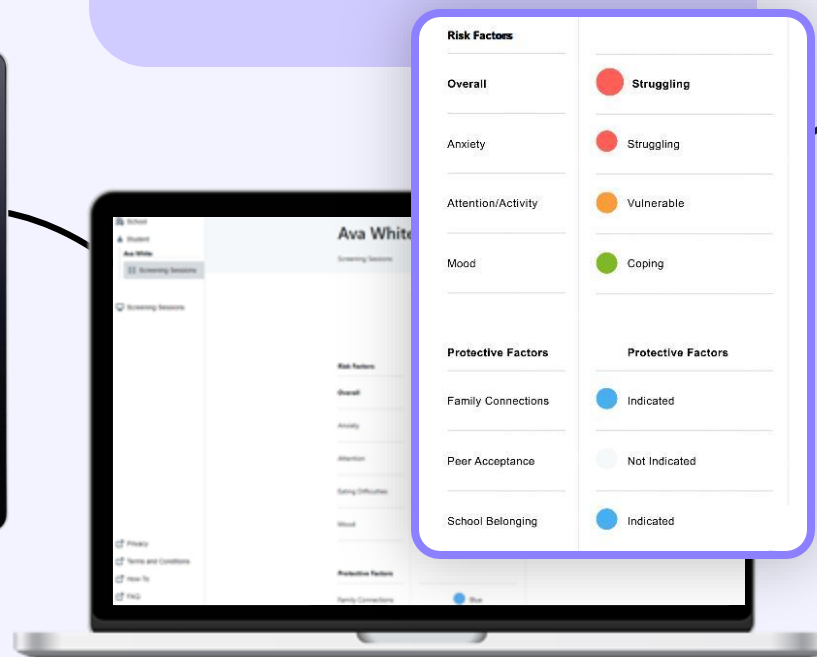 Risk Factors
Overall Struggling
Anxiety Struggling
Attention/Activity Vulnerable
Mood Coping
Protective Factors Protective Factors
Family Connections Indicated
Peer Acceptance Not Indicated
School Belonging Indicated
School
Student
Ava White
Screening Sessions
Screening Sessions
Privacy
Terms and Conditions
How-To
FAQ
Ava White
Screening Sessions
Risk Factors
Overall
Anxiety
Attention
Eating Difficulties
Mood
Protective Factors
Family Connections Blue